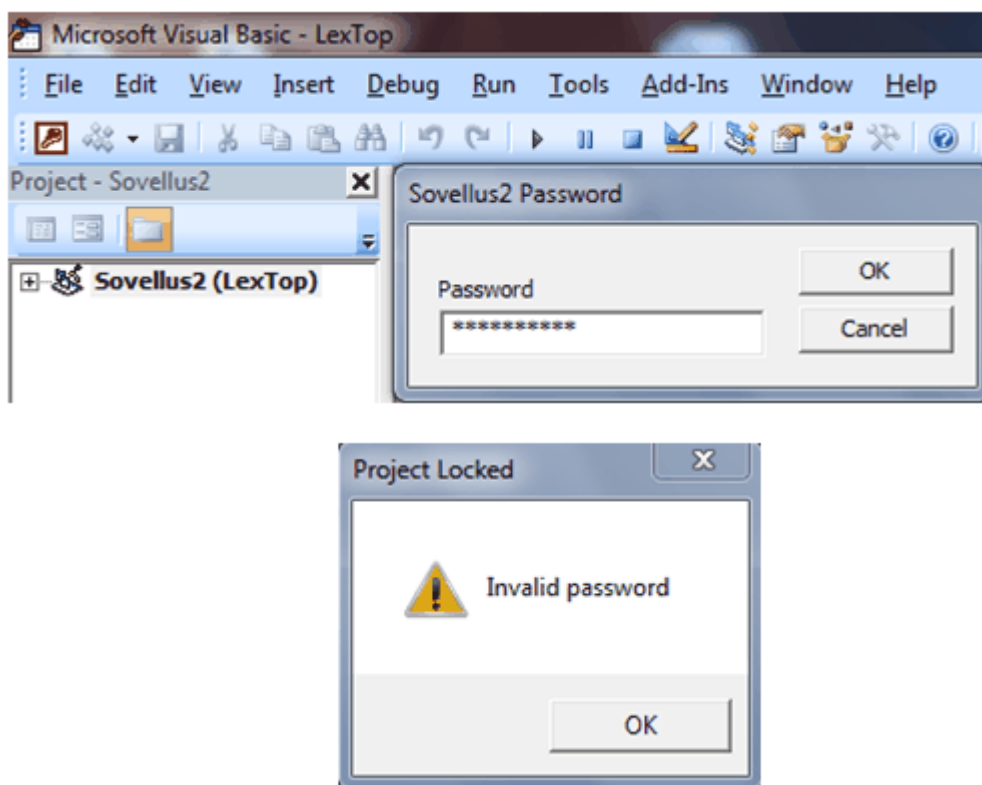 Microsoft Visual Basic - LexTop
File Edit View Insert Debug Run Tools Add-Ins Window Help
Project - Sovellus2
Sovellus2 (LexTop)
Sovellus2 Password
OK
Password
**********
Cancel
Project Locked
Invalid password
OK